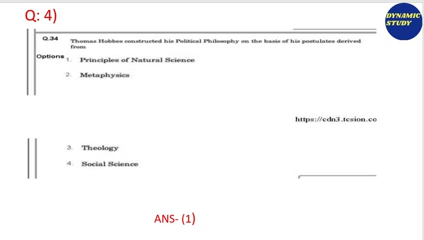 Q: 4)
DYNAMIC
STUDY
Q.34
Thomas Hobbee constructed his Political Philosophy on the basis of his postulates derived
from
Options
1. Principles of Natural Science
2. Metaphysics
https://cdn3.tcsion.co
3. Theology
4. Social Science
ANS- (1)